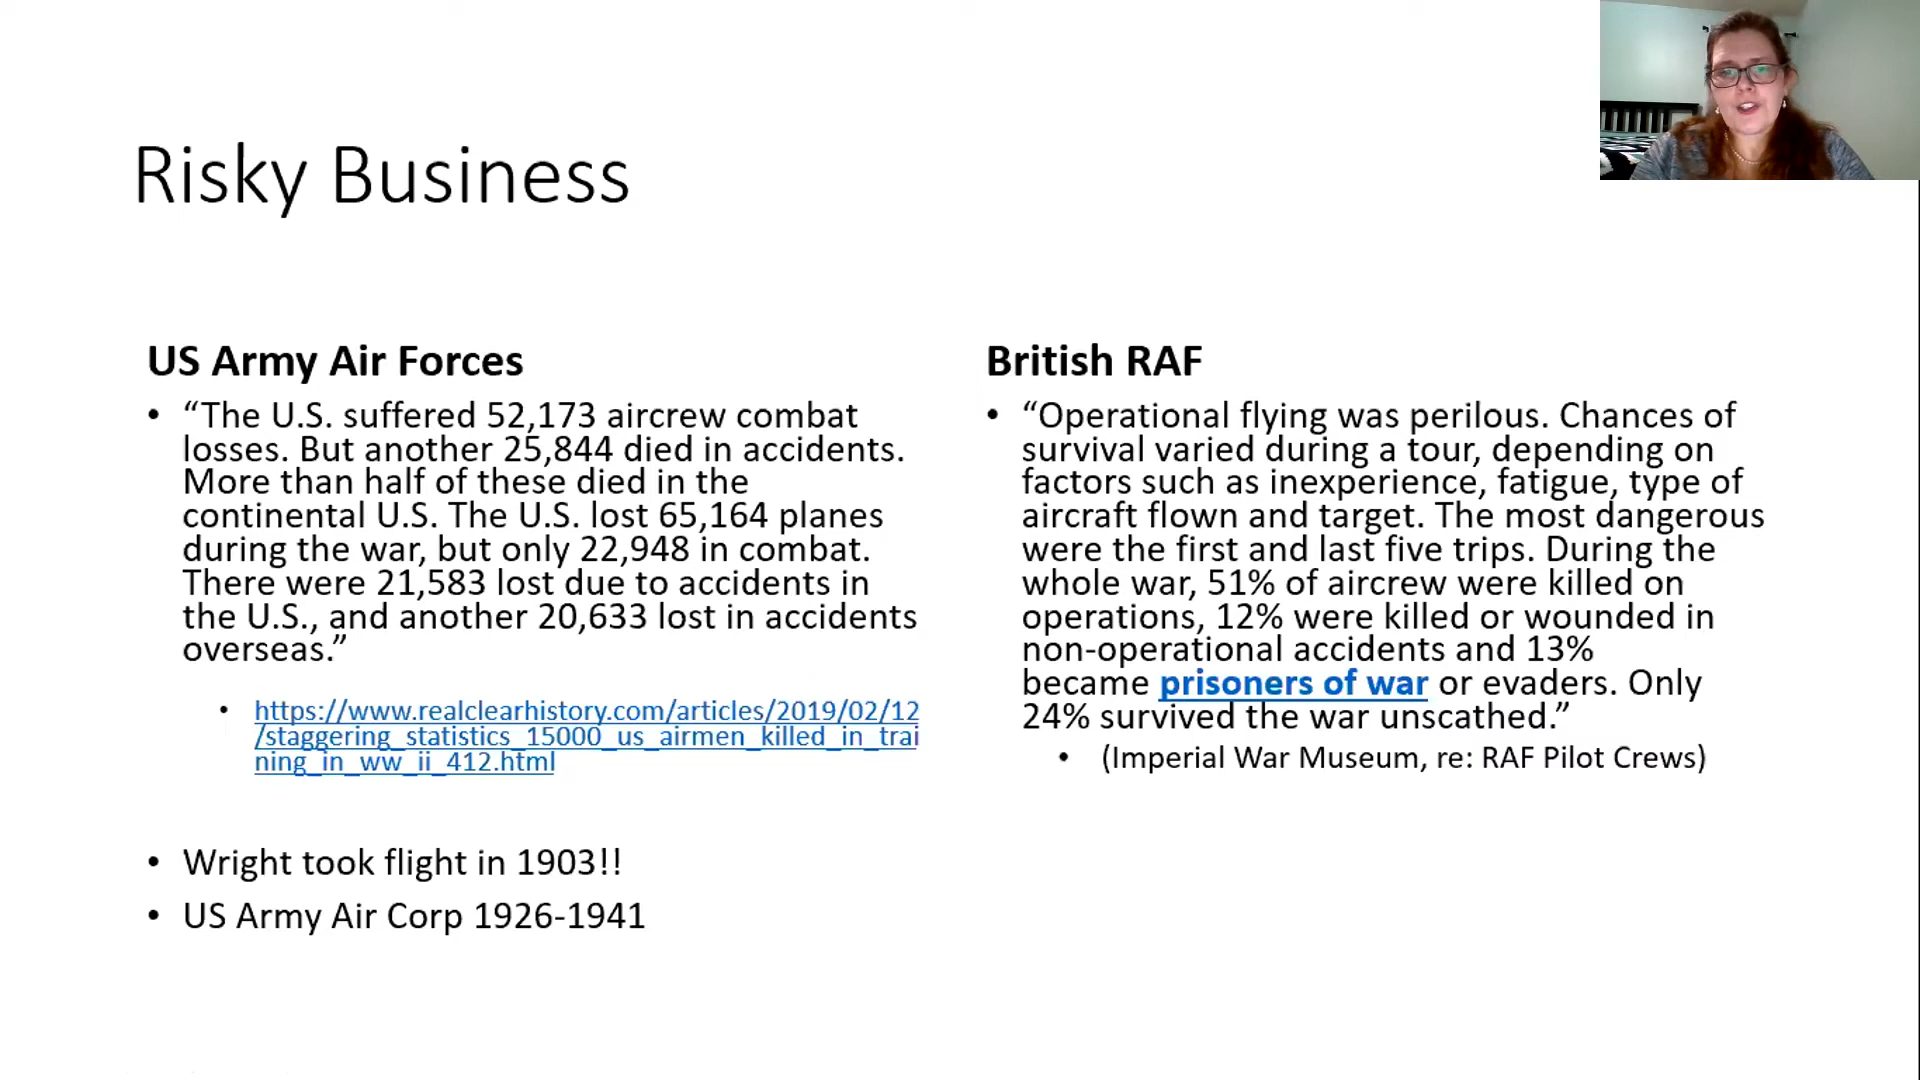 Risky Business
US Army Air Forces
• “The U.S. suffered 52,173 aircrew combat
losses. But another 25,844 died in accidents.
More than half of these died in the
continental U.S. The U.S. lost 65,164 planes
during the war, but only 22,948 in combat.
There were 21,583 lost due to accidents in
the U.S., and another 20,633 lost in accidents
overseas.”
• https://www.realclearhistory.com/articles/2019/02/12
/staggering_statistics_15000_us_airmen_killed_in_trai
ning_in_ww_ii_412.html
• Wright took flight in 1903!!
• US Army Air Corp 1926-1941
British RAF
• “Operational flying was perilous. Chances of
survival varied during a tour, depending on
factors such as inexperience, fatigue, type of
aircraft flown and target. The most dangerous
were the first and last five trips. During the
whole war, 51% of aircrew were killed on
operations, 12% were killed or wounded in
non-operational accidents and 13%
became prisoners of war or evaders. Only
24% survived the war unscathed.”
• (Imperial War Museum, re: RAF Pilot Crews)